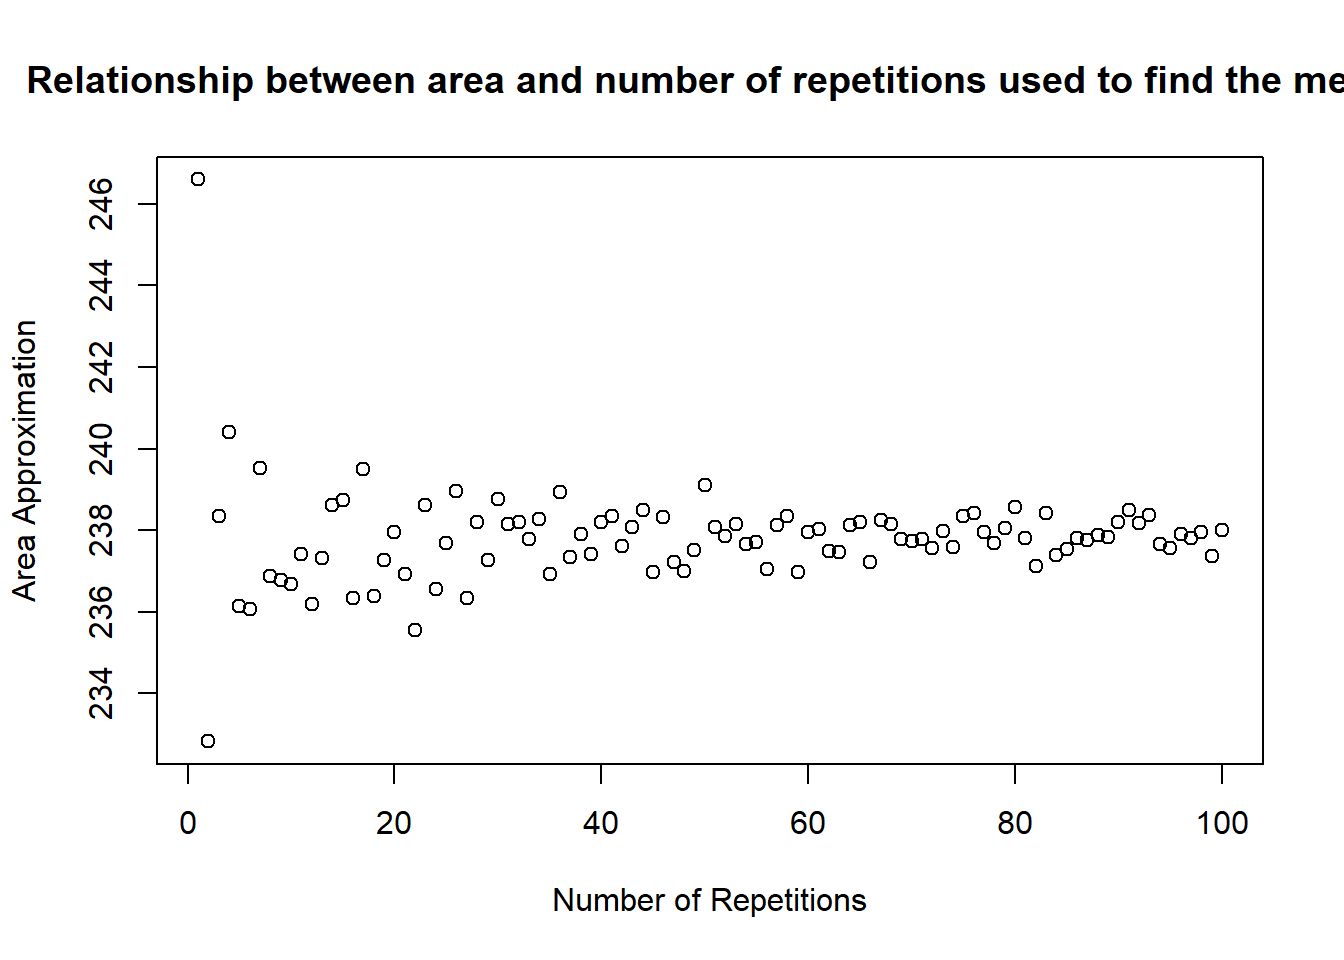 Relationship between area and number of repetitions used to find the me
Area Approximation
246
244
242
240
238
236
234
0 20 40 60 80 100
Number of Repetitions